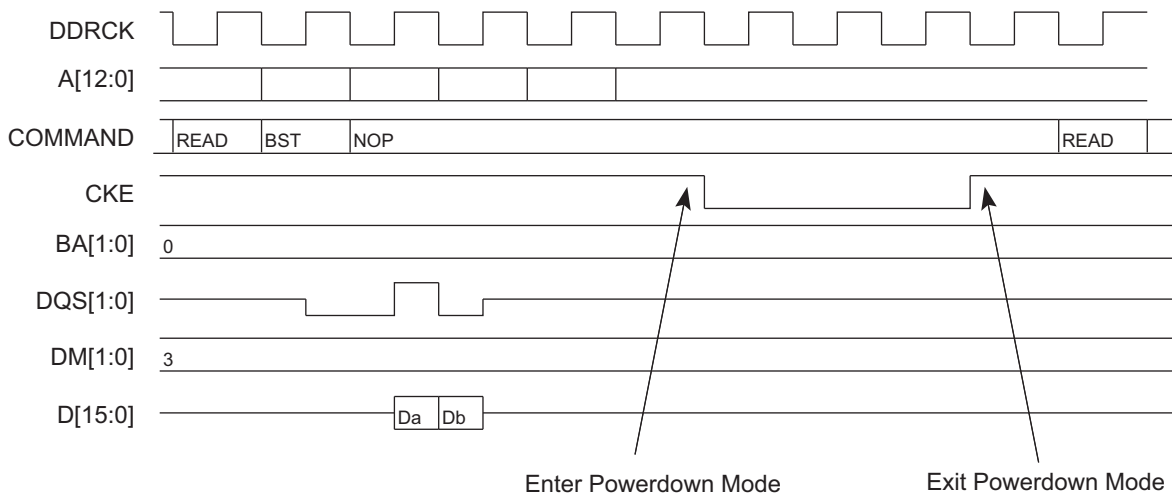 DDRCK
A[12:0]
COMMAND READ BST NOP READ
CKE
BA[1:0] 0
DQS[1:0]
DM[1:0] 3
D[15:0] Da Db
Enter Powerdown Mode Exit Powerdown Mode